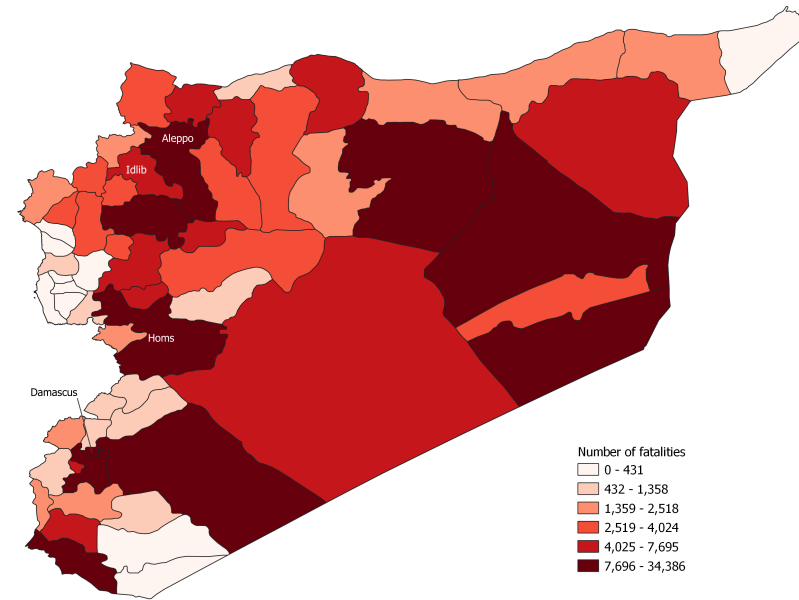 Aleppo
Idlib
Homs
Damascus
Number of fatalities
0 - 431
432 - 1,358
1,359 - 2,518
2,519 - 4,024
4,025 - 7,695
7,696 - 34,386